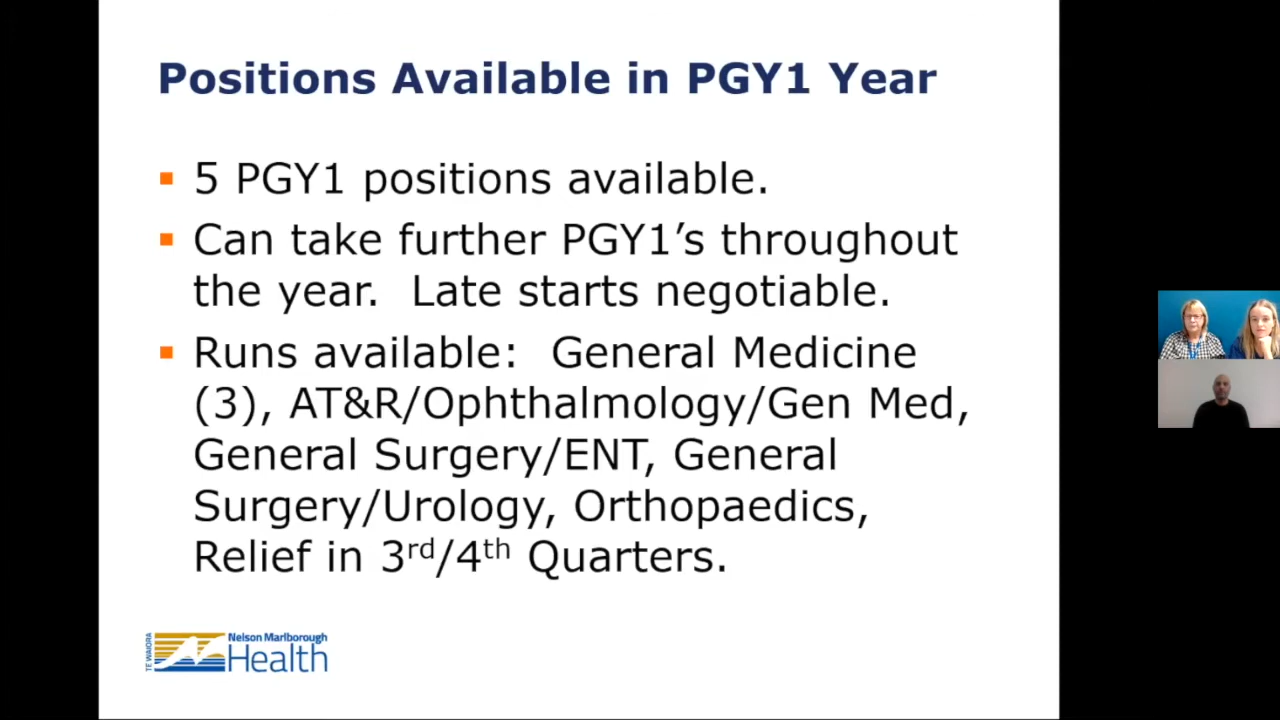 Positions Available in PGY1 Year
5 PGY1 positions available.
Can take further PGY1’s throughout
the year.  Late starts negotiable.
Runs available:  General Medicine
(3), AT&R/Ophthalmology/Gen Med,
General Surgery/ENT, General
Surgery/Urology, Orthopaedics,
Relief in 3rd/4th Quarters.
TE WAIORA
Nelson Marlborough
Health